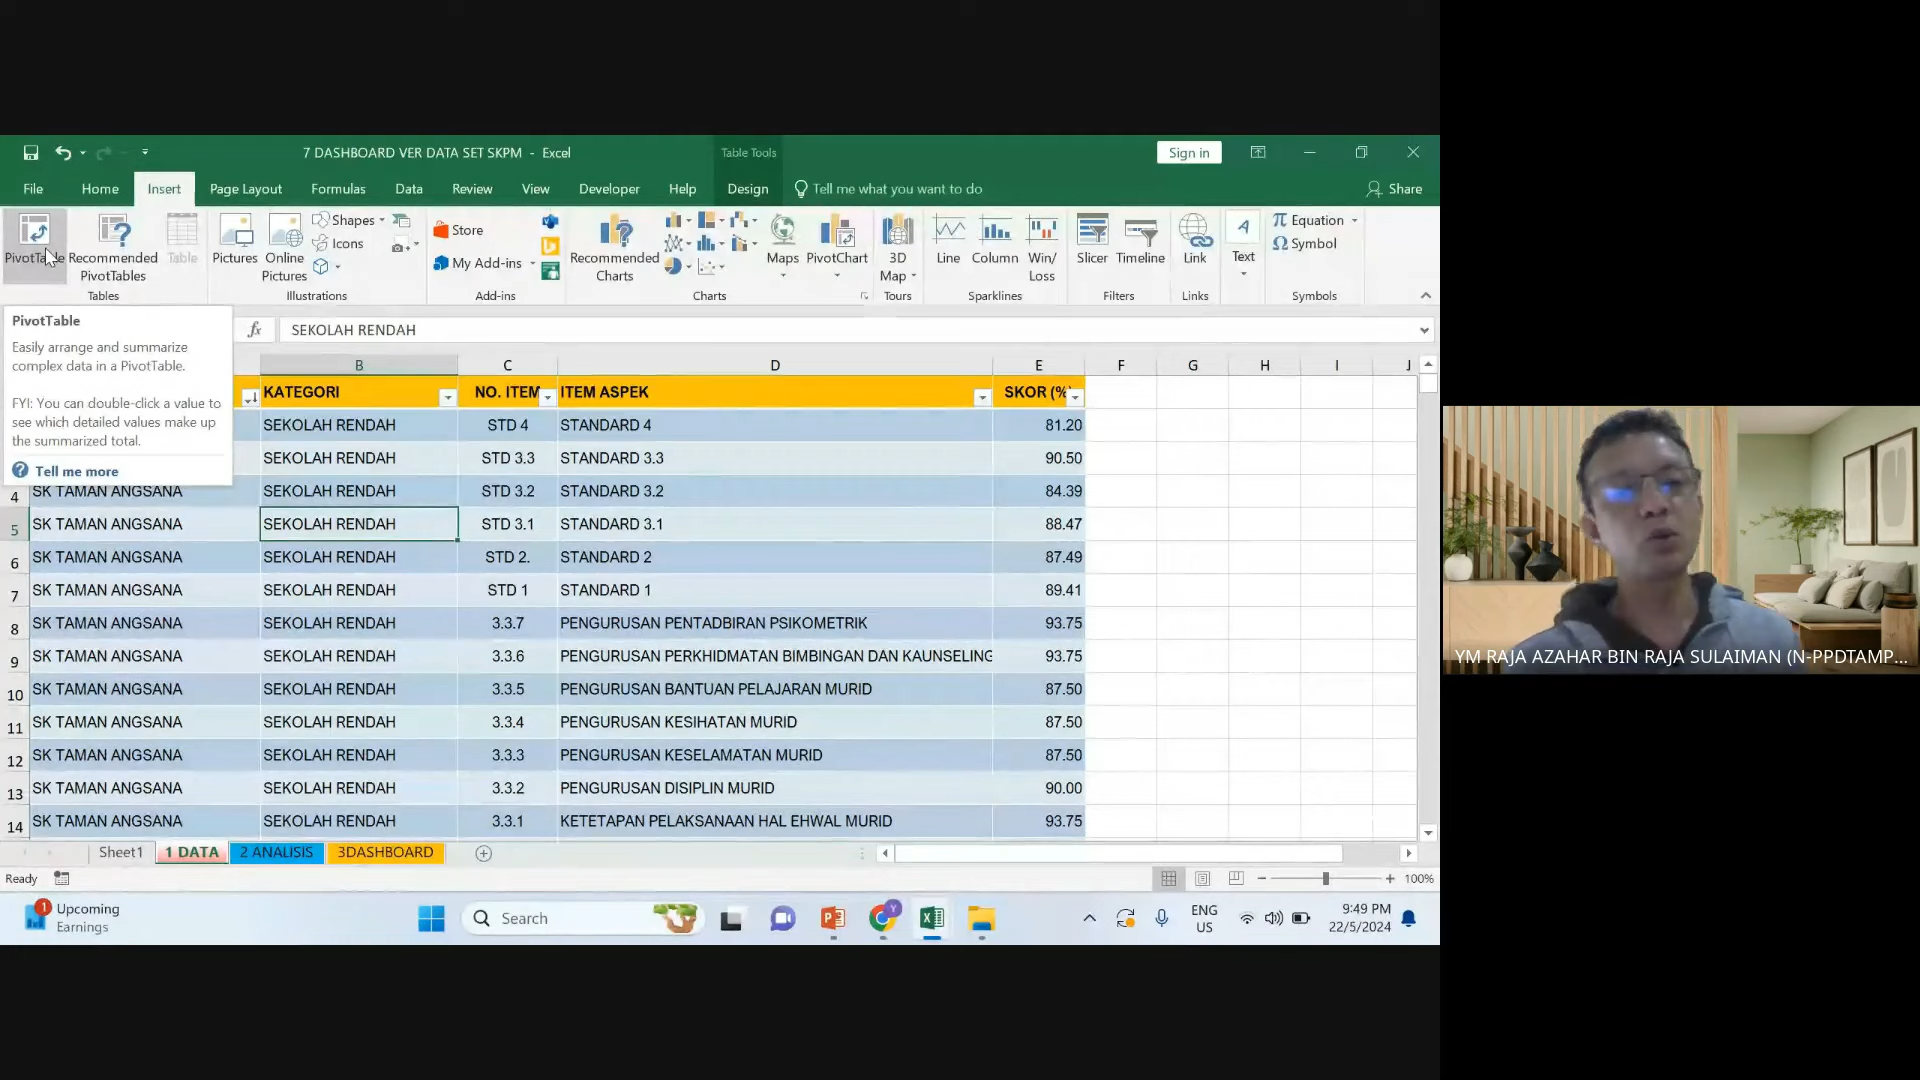 7 DASHBOARD VER DATA SET SKPM - Excel
Table Tools
Sign in
File Home Insert Page Layout Formulas Data Review View Developer Help Design Tell me what you want to do Share
PivotTable
Recommended PivotTables
Table
Tables
Pictures
Online Pictures
Shapes
Icons
Illustrations
Store
My Add-ins
Add-ins
Recommended Charts
Maps
PivotChart
Charts
3D Map
Tours
Line
Column
Win/Loss
Sparklines
Slicer
Timeline
Filters
Link
Links
A
Text
π Equation
Ω Symbol
Symbols
PivotTable
Easily arrange and summarize
complex data in a PivotTable.
FYI: You can double-click a value to
see which detailed values make up
the summarized total.
? Tell me more
fx SEKOLAH RENDAH
B C D E F G H I J
KATEGORI NO. ITEM ITEM ASPEK SKOR (%
SEKOLAH RENDAH STD 4 STANDARD 4 81.20
SEKOLAH RENDAH STD 3.3 STANDARD 3.3 90.50
4 SK TAMAN ANGSANA SEKOLAH RENDAH STD 3.2 STANDARD 3.2 84.39
5 SK TAMAN ANGSANA SEKOLAH RENDAH STD 3.1 STANDARD 3.1 88.47
6 SK TAMAN ANGSANA SEKOLAH RENDAH STD 2. STANDARD 2 87.49
7 SK TAMAN ANGSANA SEKOLAH RENDAH STD 1 STANDARD 1 89.41
8 SK TAMAN ANGSANA SEKOLAH RENDAH 3.3.7 PENGURUSAN PENTADBIRAN PSIKOMETRIK 93.75
9 SK TAMAN ANGSANA SEKOLAH RENDAH 3.3.6 PENGURUSAN PERKHIDMATAN BIMBINGAN DAN KAUNSELING 93.75
10 SK TAMAN ANGSANA SEKOLAH RENDAH 3.3.5 PENGURUSAN BANTUAN PELAJARAN MURID 87.50
11 SK TAMAN ANGSANA SEKOLAH RENDAH 3.3.4 PENGURUSAN KESIHATAN MURID 87.50
12 SK TAMAN ANGSANA SEKOLAH RENDAH 3.3.3 PENGURUSAN KESELAMATAN MURID 87.50
13 SK TAMAN ANGSANA SEKOLAH RENDAH 3.3.2 PENGURUSAN DISIPLIN MURID 90.00
14 SK TAMAN ANGSANA SEKOLAH RENDAH 3.3.1 KETETAPAN PELAKSANAAN HAL EHWAL MURID 93.75
Sheet1 1 DATA 2 ANALISIS 3DASHBOARD
Ready
100%
1 Upcoming
Earnings
Search
ENG
US
9:49 PM
22/5/2024
YM RAJA AZAHAR BIN RAJA SULAIMAN (N-PPDTAMP...